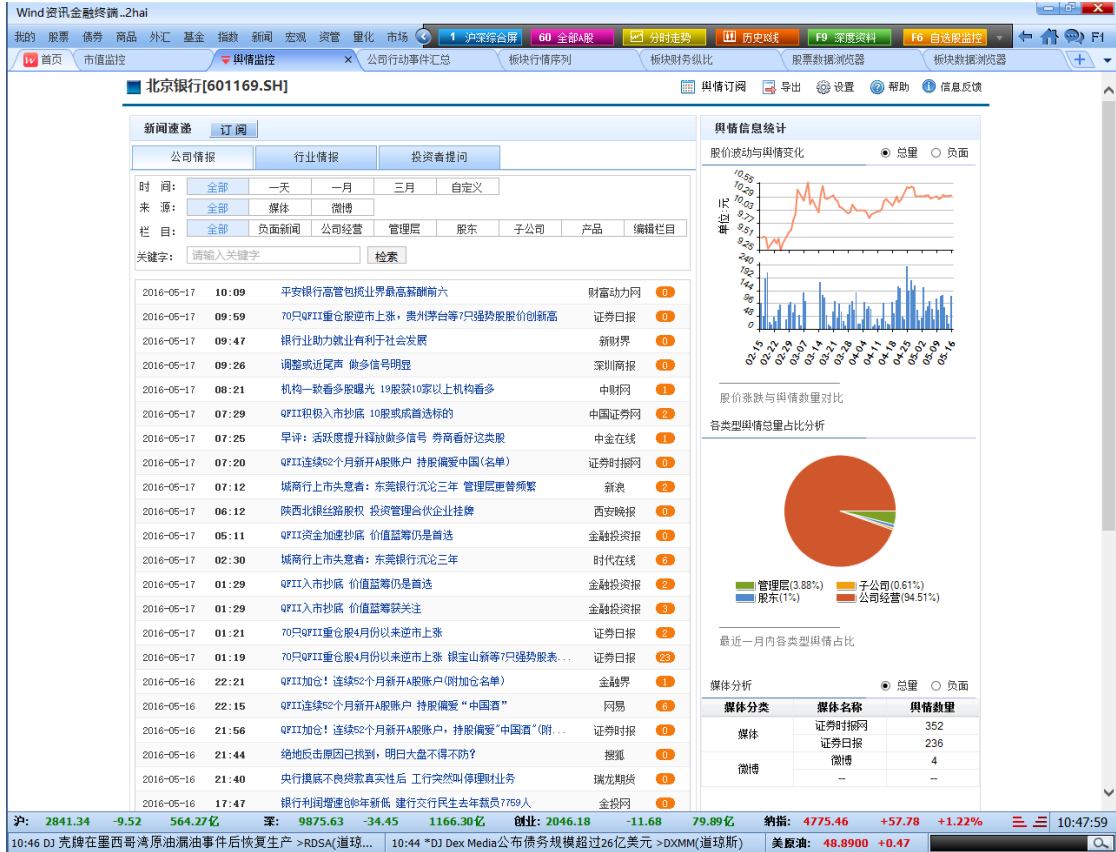 Wind资讯金融终端..2hai
我的 股票 债券 商品 外汇 基金 指数 新闻 宏观 资管 量化 市场 1 沪深综合屏 60 全部A股 分时走势 历史K线 F9 深度资料 F6 自选股监控 F1
首页 市值监控 舆情监控 × 公司行动事件汇总 板块行情序列 板块财务纵比 股票数据浏览器 板块数据浏览器 +
北京银行[601169.SH] 舆情订阅 导出 设置 帮助 信息反馈
新闻速递 订阅
公司情报 行业情报 投资者提问
时 间: 全部 一天 一月 三月 自定义
来 源: 全部 媒体 微博
栏 目: 全部 负面新闻 公司经营 管理层 股东 子公司 产品 编辑栏目
关键字: 请输入关键字 检索
2016-05-17 10:09 平安银行高管包揽业界最高薪酬前六 财富动力网 0
2016-05-17 09:59 70只QFII重仓股逆市上涨，贵州茅台等7只强势股股价创新高 证券日报 0
2016-05-17 09:47 银行业助力就业有利于社会发展 新财界 0
2016-05-17 09:26 调整或近尾声 做多信号明显 深圳商报 0
2016-05-17 08:21 机构一致看多股曝光 19股获10家以上机构看多 中财网 1
2016-05-17 07:29 QFII积极入市抄底 10股或成首选标的 中国证券网 2
2016-05-17 07:25 早评：活跃度提升释放做多信号 券商看好这类股 中金在线 1
2016-05-17 07:20 QFII连续52个月新开A股账户 持股偏爱中国(名单) 证券时报网 0
2016-05-17 07:12 城商行上市失意者：东莞银行沉沦三年 管理层更替频繁 新浪 2
2016-05-17 06:12 陕西北银丝路股权 投资管理合伙企业挂牌 西安晚报 0
2016-05-17 05:11 QFII资金加速抄底 价值蓝筹仍是首选 金融投资报 0
2016-05-17 02:30 城商行上市失意者：东莞银行沉沦三年 时代在线 6
2016-05-17 01:29 QFII入市抄底 价值蓝筹仍是首选 金融投资报 2
2016-05-17 01:29 QFII入市抄底 价值蓝筹获关注 金融投资报 3
2016-05-17 01:21 70只QFII重仓股4月份以来逆市上涨 证券日报 2
2016-05-17 01:19 70只QFII重仓股4月份以来逆市上涨 银宝山新等7只强势股表... 证券日报 23
2016-05-16 22:21 QFII加仓！连续52个月新开A股账户(附加仓名单) 金融界 1
2016-05-16 22:15 QFII连续52个月新开A股账户 持股偏爱“中国酒” 网易 6
2016-05-16 21:56 QFII加仓！连续52个月新开A股账户，持股偏爱"中国酒"(附... 证券时报 0
2016-05-16 21:44 绝地反击原因已找到，明日大盘不得不防？ 搜狐 0
2016-05-16 21:40 央行摸底不良贷款真实性后 工行突然叫停理财业务 瑞龙期货 0
2016-05-16 17:47 银行利润增速创8年新低 建行交行民生去年裁员7759人 金投网 0
舆情信息统计
股价波动与舆情变化 总量 负面
单位:元
10.55
10.29
10.03
9.77
9.51
9.25
240
192
144
96
48
0
02-15 02-22 02-29 03-07 03-14 03-21 03-28 04-04 04-11 04-18 04-25 05-02 05-09 05-16
股价涨跌与舆情数量对比
各类型舆情总量占比分析
管理层(3.88%) 子公司(0.61%)
股东(1%) 公司经营(94.51%)
最近一月内各类型舆情占比
媒体分析 总量 负面
媒体分类 媒体名称 舆情数量
媒体 证券时报网 352
证券日报 236
微博 微博 4
-- --
沪: 2841.34 -9.52 564.27亿 深: 9875.63 -34.45 1166.30亿 创业: 2046.18 -11.68 79.89亿 纳指: 4775.46 +57.78 +1.22% 10:47:59
10:46 DJ 壳牌在墨西哥湾原油漏油事件后恢复生产 >RDSA(道琼... 10:44 *DJ Dex Media公布债务规模超过26亿美元 >DXMM(道琼斯) 美原油: 48.8900 +0.47